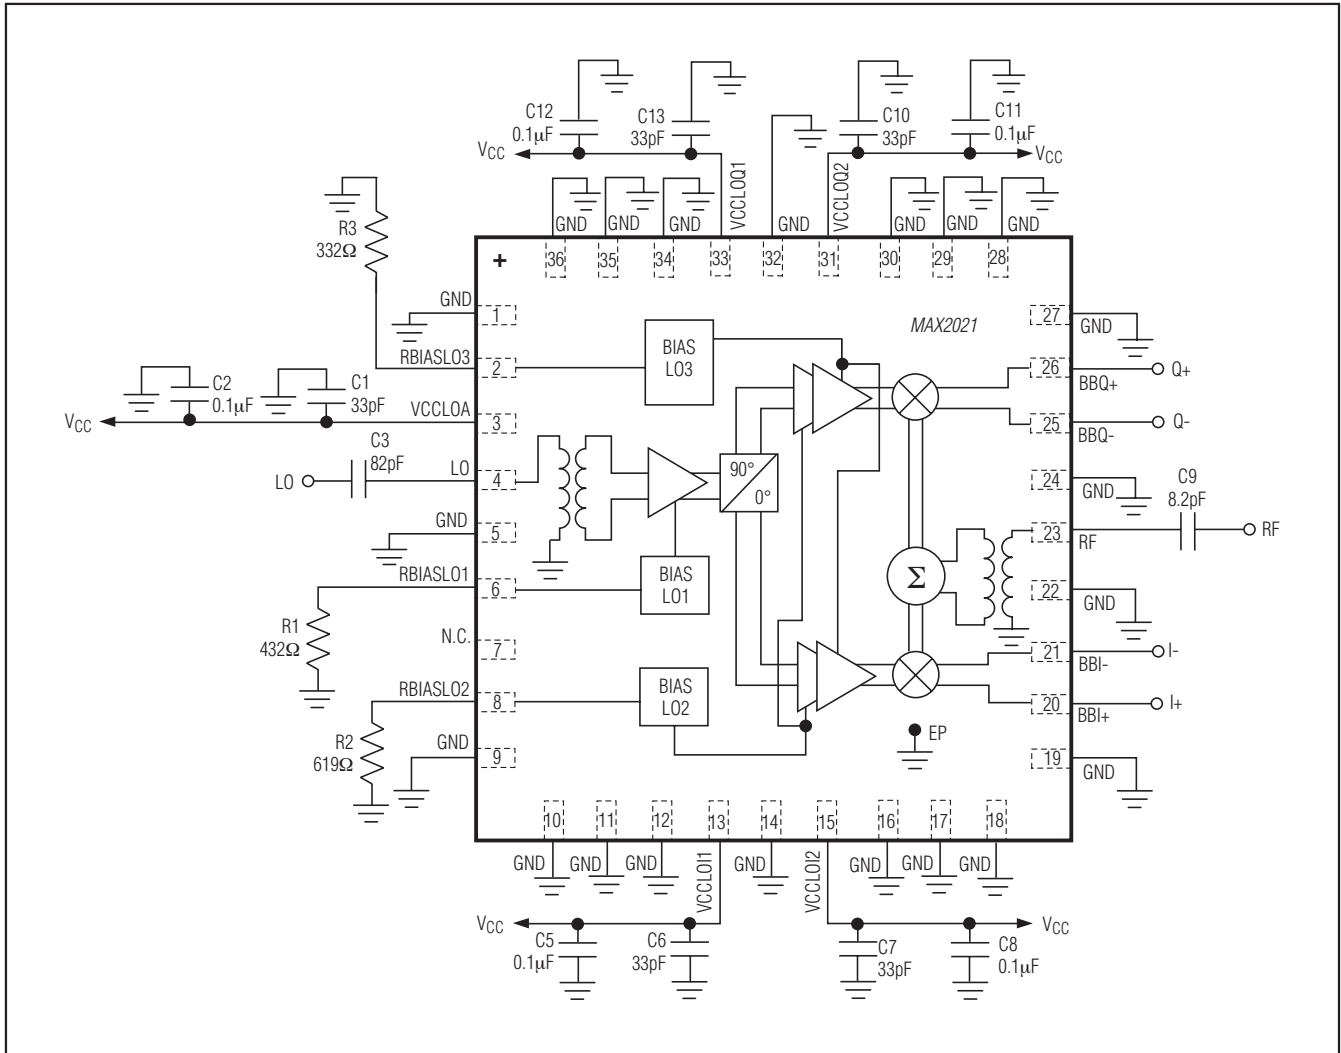 C12
0.1µF
C13
33pF
C10
33pF
C11
0.1µF
VCC
VCC
VCCLOQ1
VCCLOQ2
GND
GND
GND
GND
GND
GND
GND
R3
332Ω
+
36
35
34
33
32
31
30
29
28
MAX2021
GND
1
RBIASLO3
2
BIAS
LO3
27
GND
26
BBQ+
Q+
C2
0.1µF
C1
33pF
VCC
VCCLOA
3
25
BBQ-
Q-
LO
C3
82pF
LO
4
90°
0°
24
GND
C9
8.2pF
GND
5
23
RF
RF
RBIASLO1
6
BIAS
LO1
Σ
22
GND
R1
432Ω
N.C.
7
21
BBI-
I-
RBIASLO2
8
BIAS
LO2
20
BBI+
I+
R2
619Ω
GND
9
EP
19
GND
10
11
12
13
14
15
16
17
18
GND
GND
GND
VCCLOI1
GND
VCCLOI2
GND
GND
GND
VCC
VCC
C5
0.1µF
C6
33pF
C7
33pF
C8
0.1µF